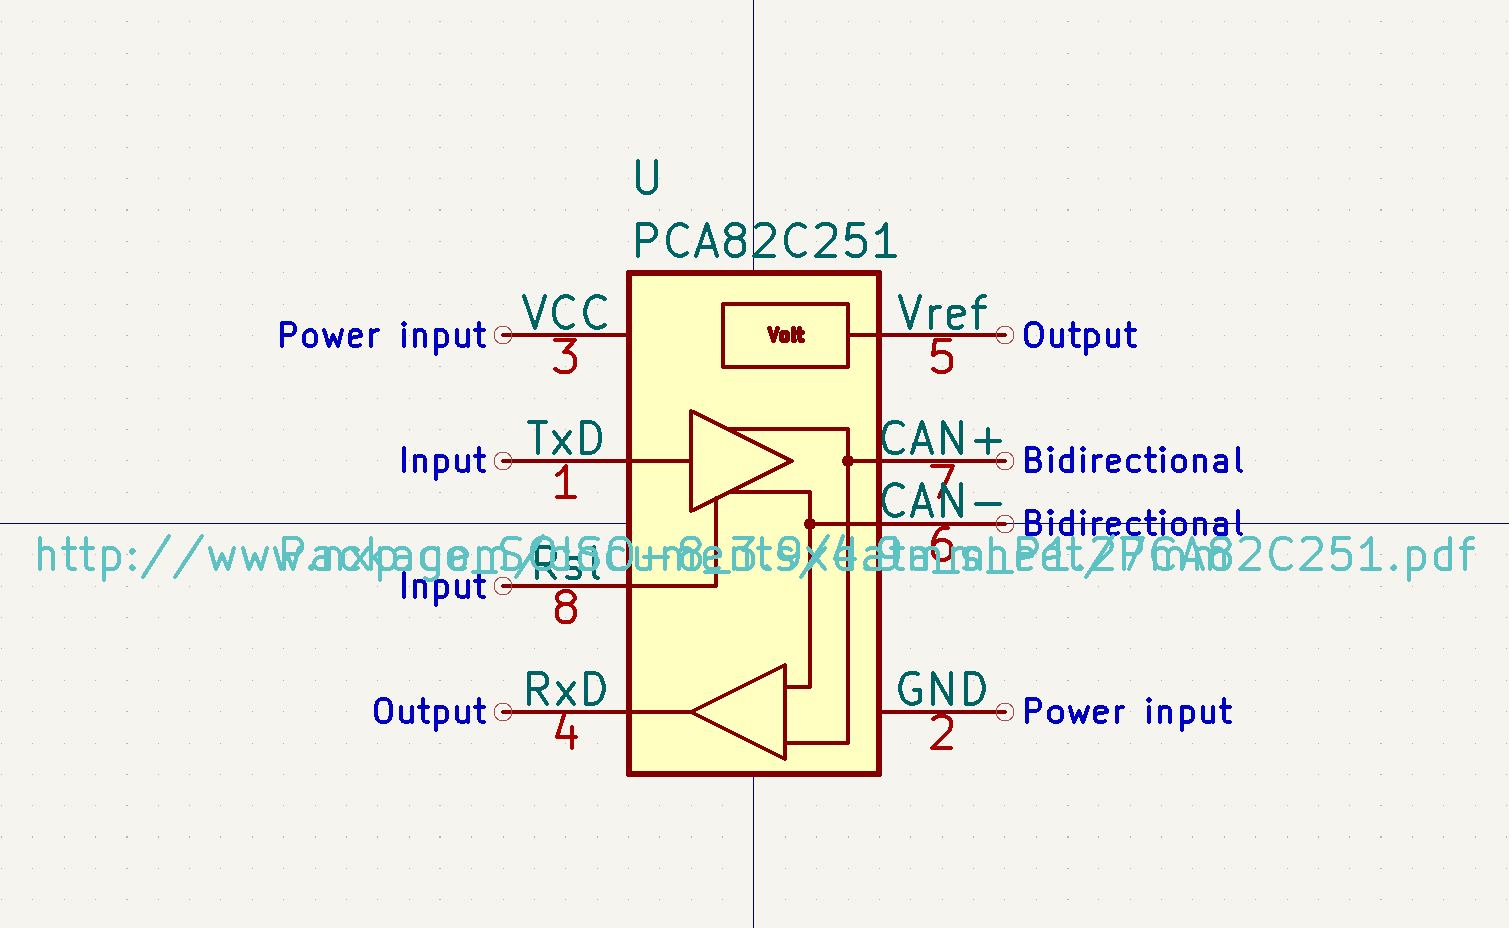 U
PCA82C251
VCC
Power input
3
Volt
Vref
Output
5
TxD
Input
1
CAN+
Bidirectional
7
CAN-
Bidirectional
6
http://www.nxp.com/documents/data_sheet/PCA82C251.pdf
Package_SO:SO-8_3.9x4.9mm_P1.27mm
Rsl
Input
8
RxD
Output
4
GND
Power input
2